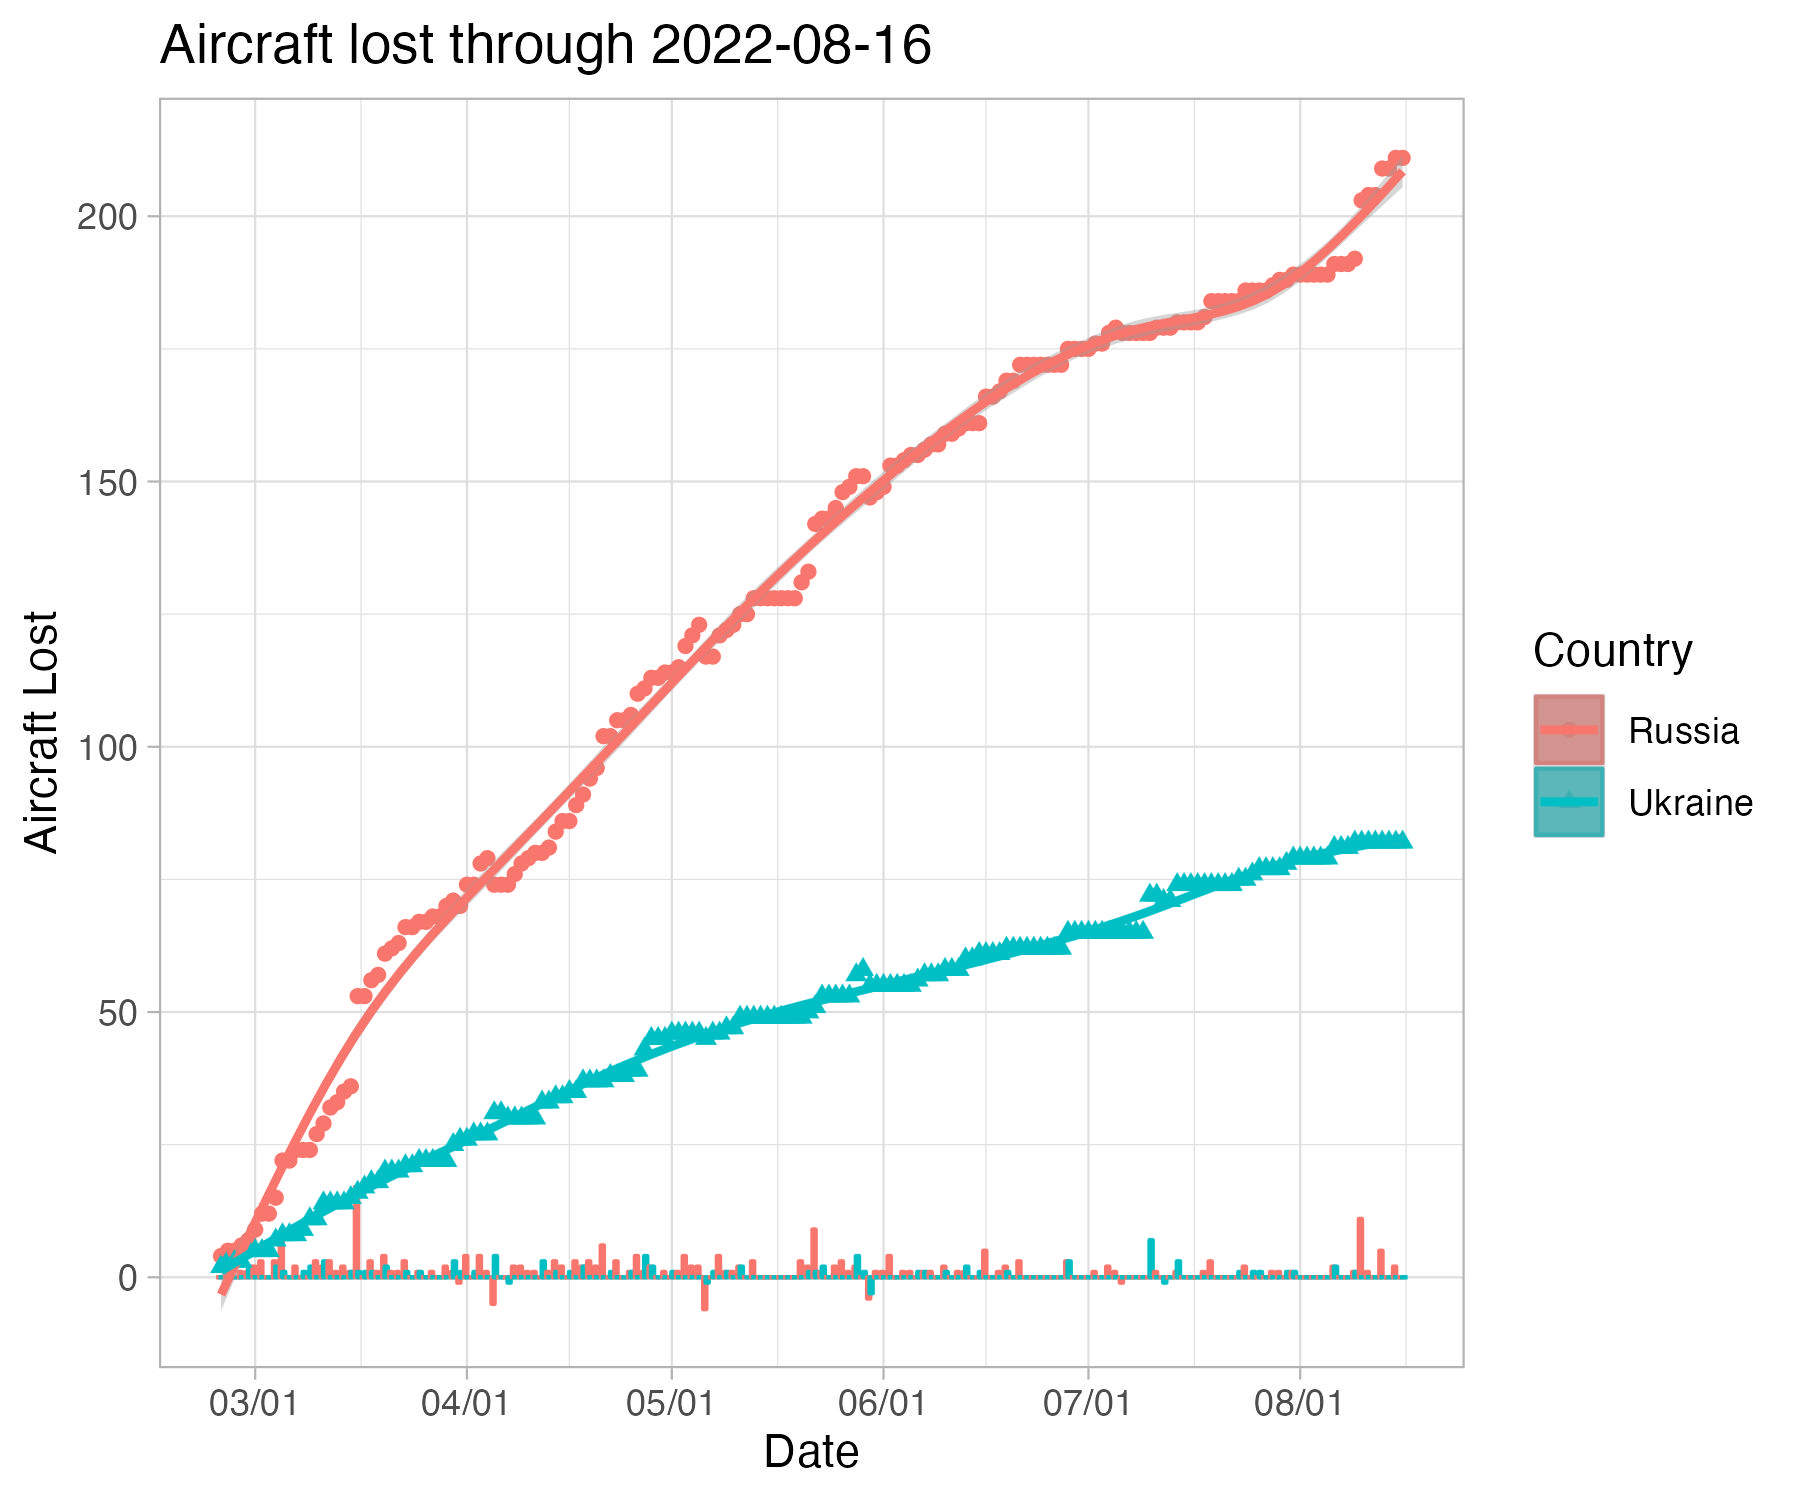 Aircraft lost through 2022-08-16
Aircraft Lost
200
150
100
50
0
03/01 04/01 05/01 06/01 07/01 08/01
Date
Country
Russia
Ukraine